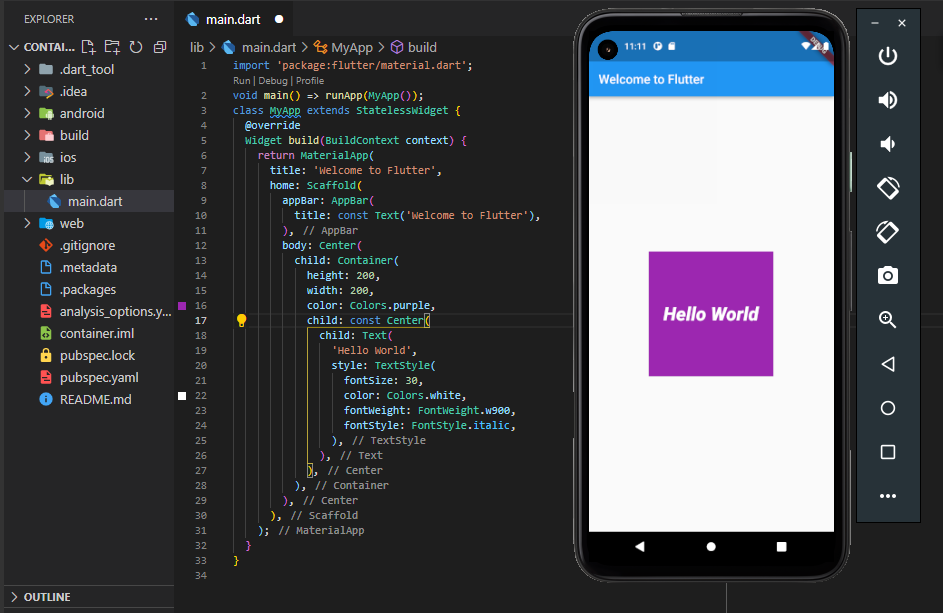 EXPLORER
...
main.dart
CONTAI...
lib > main.dart > MyApp > build
.dart_tool
.idea
android
build
ios
lib
main.dart
web
.gitignore
.metadata
.packages
analysis_options.y...
container.iml
pubspec.lock
pubspec.yaml
README.md
OUTLINE
1 import 'package:flutter/material.dart';
Run | Debug | Profile
2 void main() => runApp(MyApp());
3 class MyApp extends StatelessWidget {
4 @override
5 Widget build(BuildContext context) {
6 return MaterialApp(
7 title: 'Welcome to Flutter',
8 home: Scaffold(
9 appBar: AppBar(
10 title: const Text('Welcome to Flutter'),
11 ), // AppBar
12 body: Center(
13 child: Container(
14 height: 200,
15 width: 200,
16 color: Colors.purple,
17 child: const Center(
18 child: Text(
19 'Hello World',
20 style: TextStyle(
21 fontSize: 30,
22 color: Colors.white,
23 fontWeight: FontWeight.w900,
24 fontStyle: FontStyle.italic,
25 ), // TextStyle
26 ), // Text
27 ), // Center
28 ), // Container
29 ), // Center
30 ), // Scaffold
31 ); // MaterialApp
32 }
33 }
34
11:11
DEBUG
Welcome to Flutter
Hello World